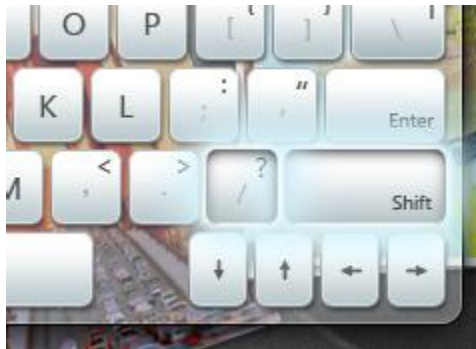 O P [ { ] } \ |
K L ; : ' " Enter
M , < . > / ? Shift
↓ ↑ ← →